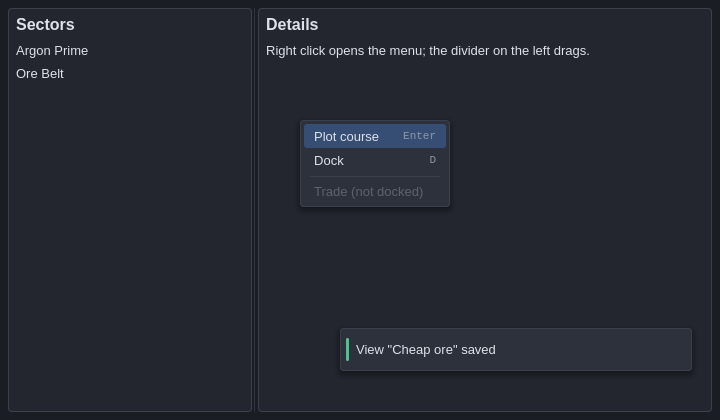 Sectors
Argon Prime
Ore Belt
Details
Right click opens the menu; the divider on the left drags.
Plot course Enter
Dock D
Trade (not docked)
View "Cheap ore" saved